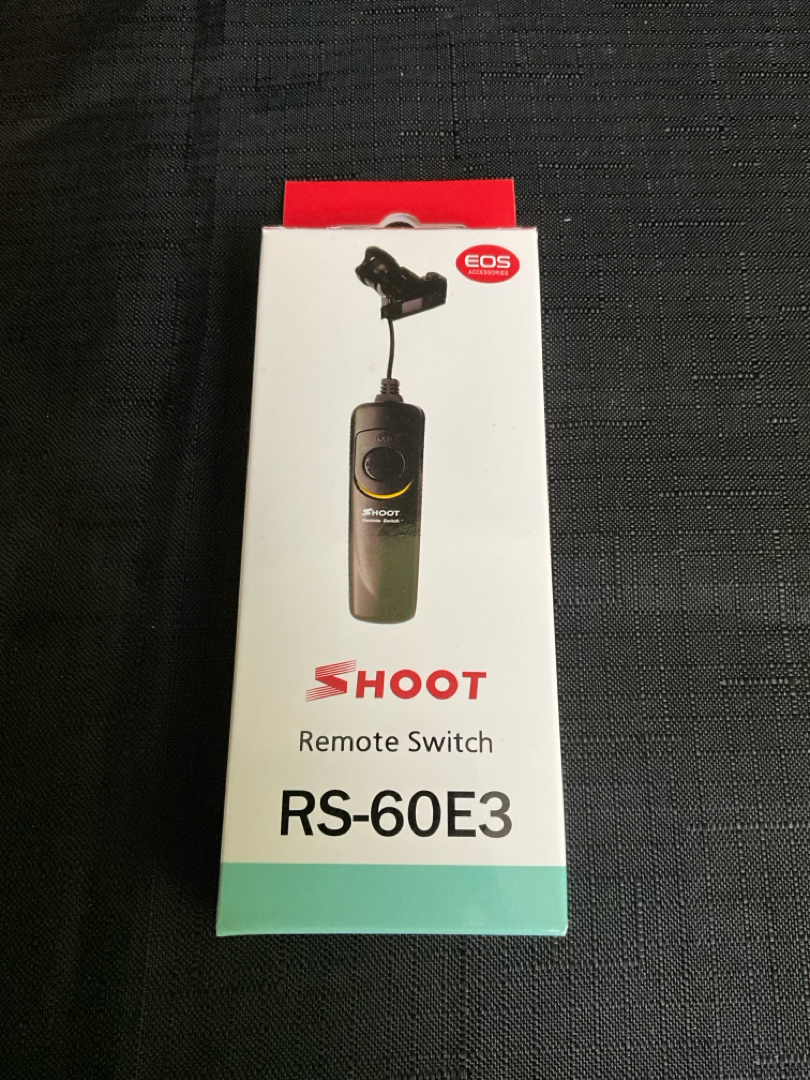 EOS
ACCESSORIES
SHOOT
Remote Switch
SHOOT
Remote Switch
RS-60E3